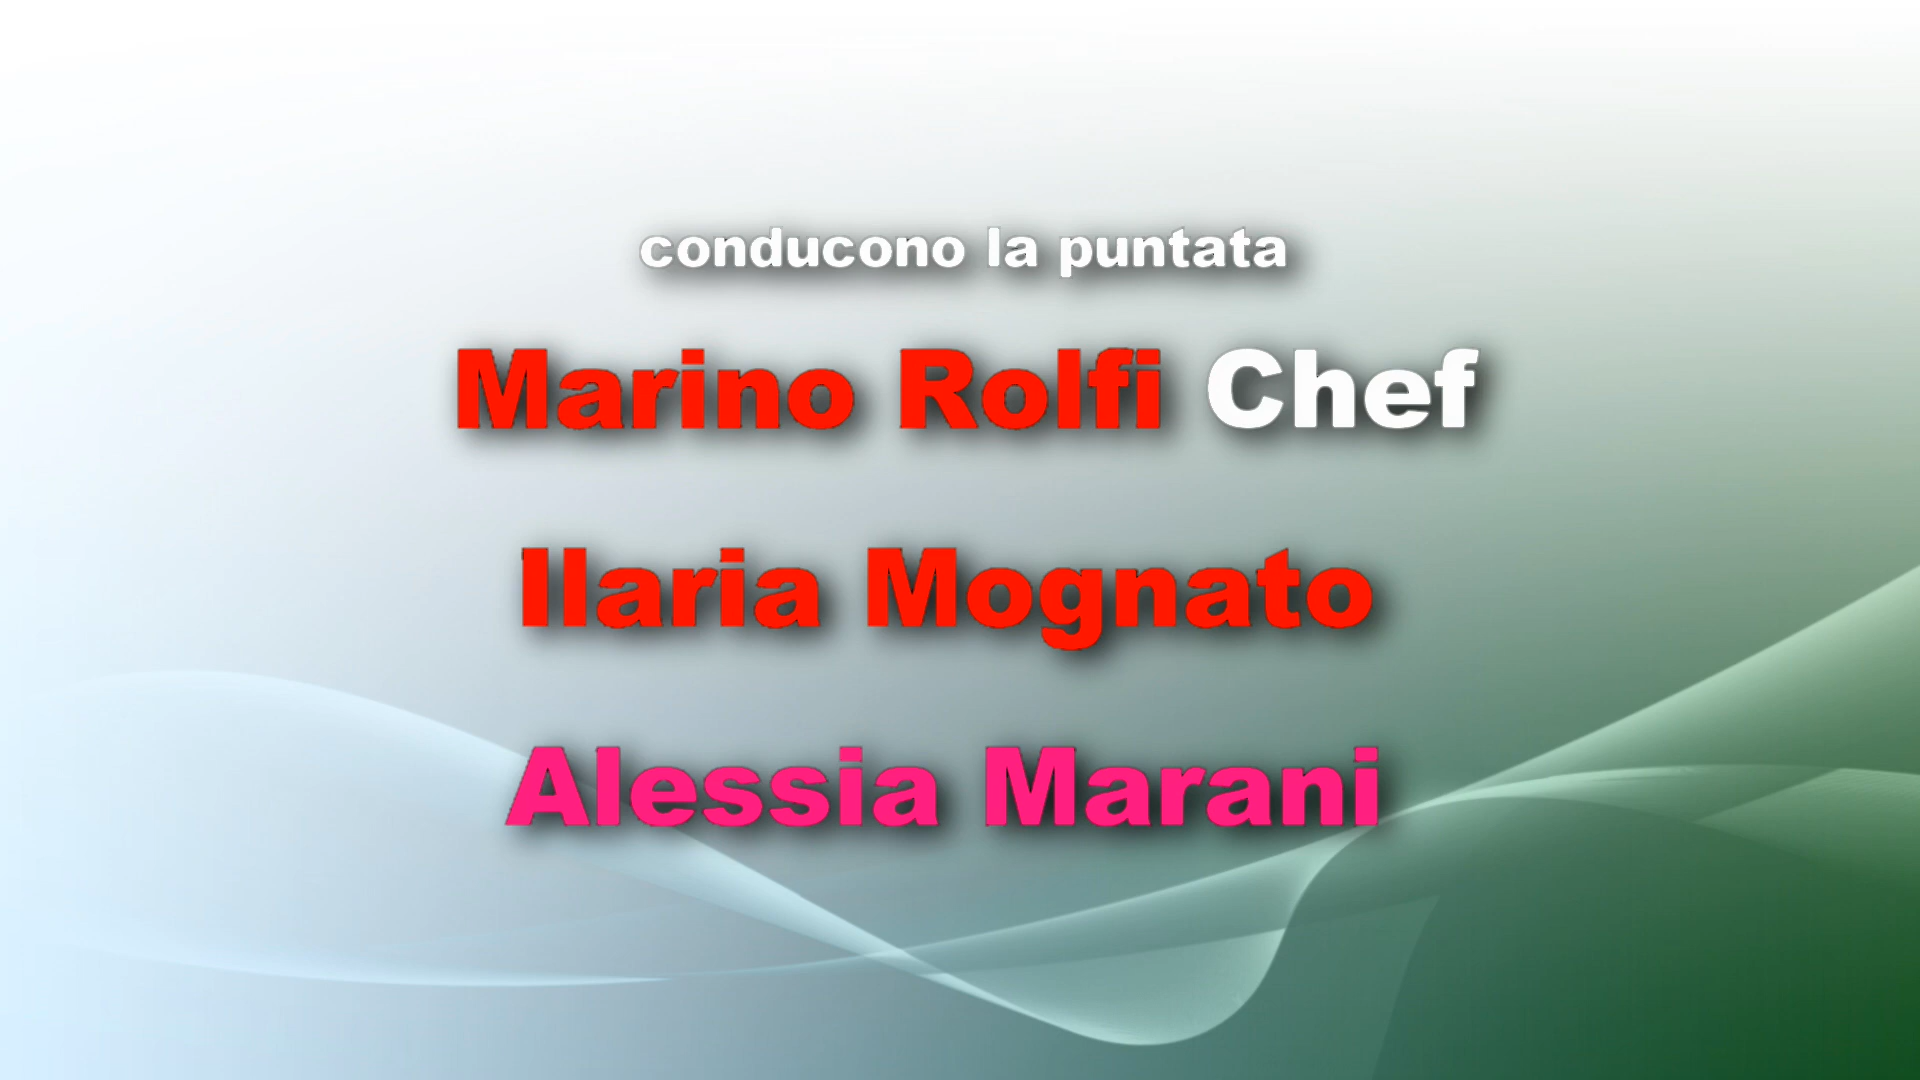 conducono la puntata
Marino Rolfi Chef
Ilaria Mognato
Alessia Marani